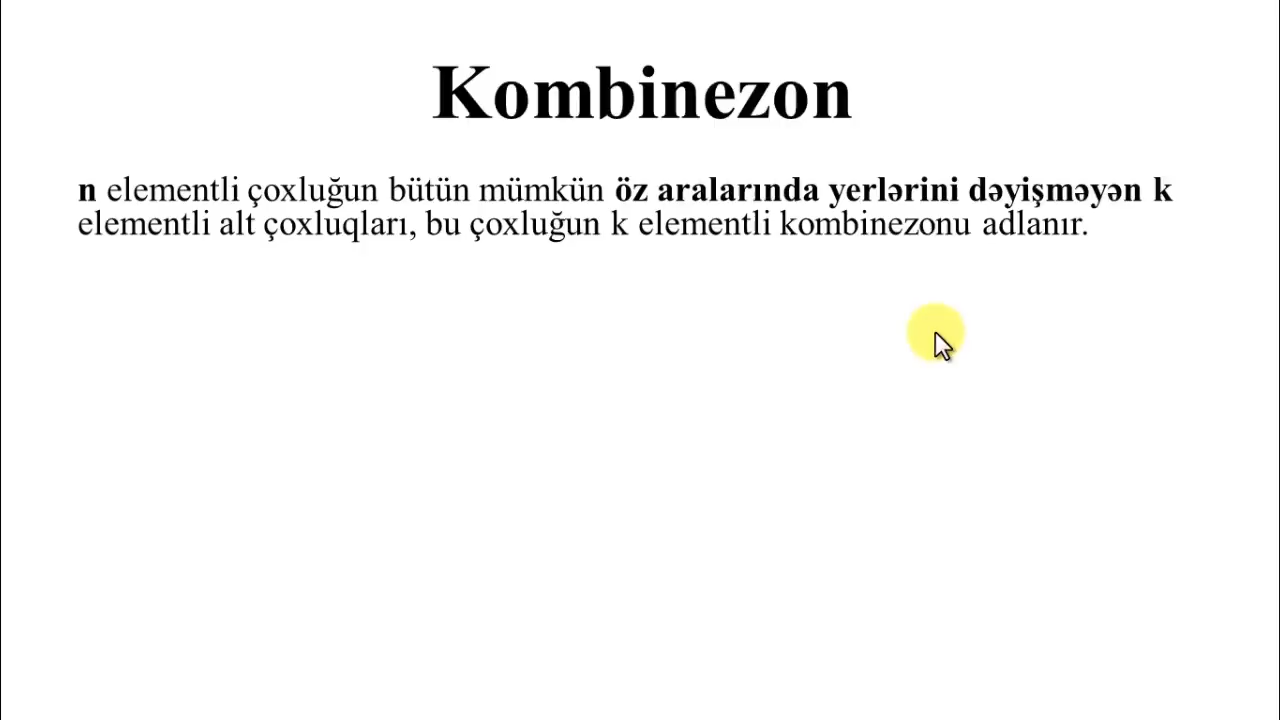 Kombinezon
n elementli çoxluğun bütün mümkün öz aralarında yerlərini dəyişməyən k
elementli alt çoxluqları, bu çoxluğun k elementli kombinezonu adlanır.